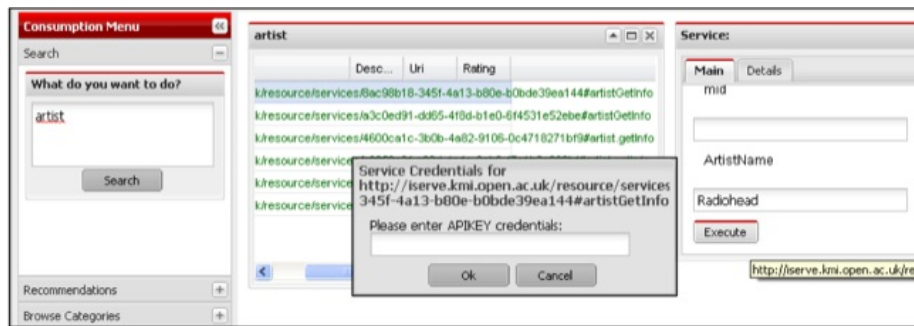 Consumption Menu
Search
What do you want to do?
artist
Search
Recommendations
Browse Categories
artist
Desc... Uri Rating
k/resource/services/8ac98b18-345f-4a13-b80e-b0bde39ea144#artistGetInfo
k/resource/services/a3c0ed91-dd65-4f8d-b1e0-6f4531e52ebe#artistGetInfo
k/resource/services/4600ca1c-3b0b-4a82-9106-0c4718271bf9#artist.getInfo
k/resource/service
k/resource/service
k/resource/service
Service Credentials for
http://iserve.kmi.open.ac.uk/resource/services
345f-4a13-b80e-b0bde39ea144#artistGetInfo
Please enter APIKEY credentials:
Ok Cancel
Service:
Main Details
mid
ArtistName
Radiohead
Execute
http://iserve.kmi.open.ac.uk/re